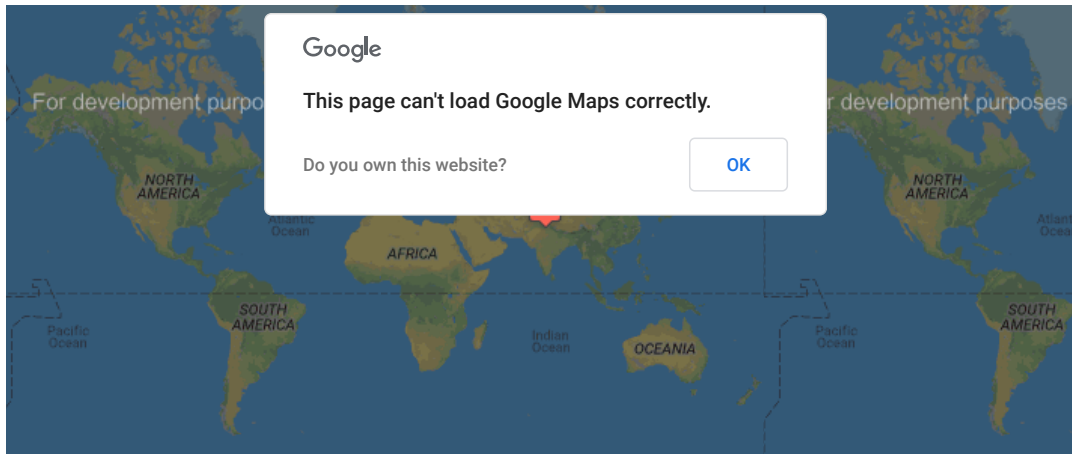 Google
This page can't load Google Maps correctly.
Do you own this website?
OK
For development purpo
r development purposes
NORTH
AMERICA
NORTH
AMERICA
Atlantic
Ocean
Atlant
Ocea
AFRICA
SOUTH
AMERICA
SOUTH
AMERICA
Pacific
Ocean
Indian
Ocean
OCEANIA
Pacific
Ocean